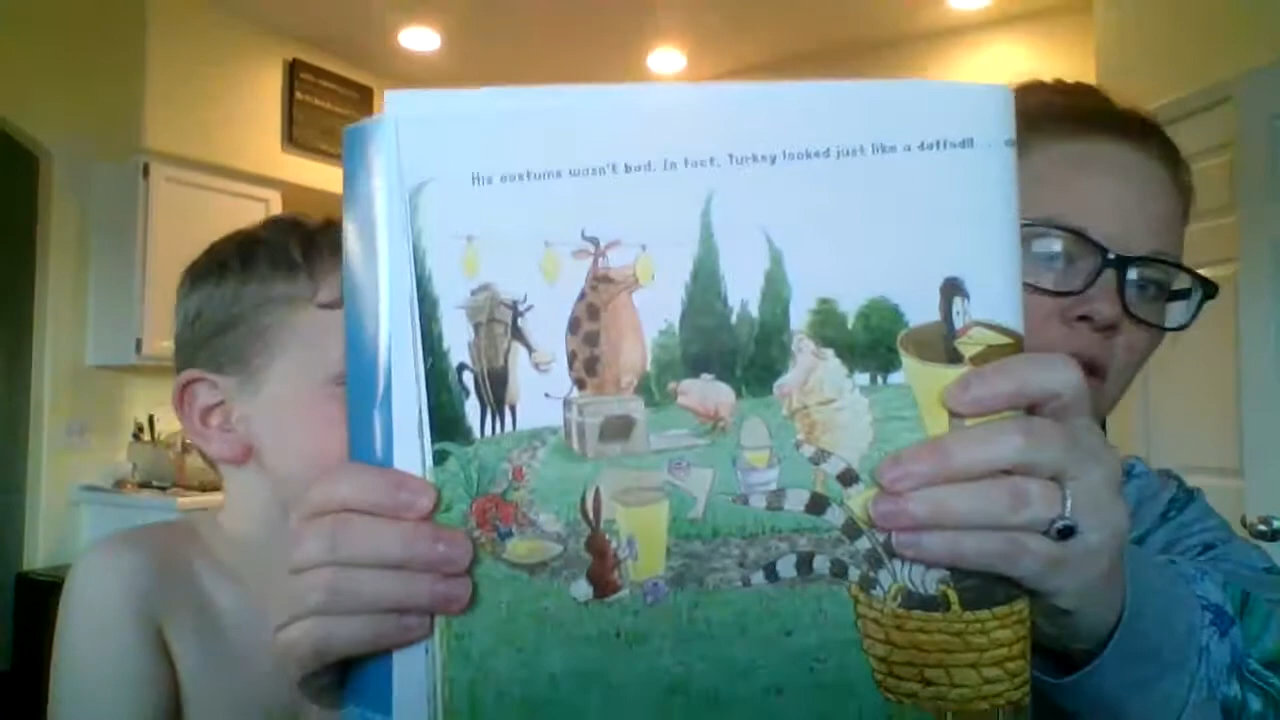 His costume wasn't bad. In fact, Turkey looked just like a daffodil . . .